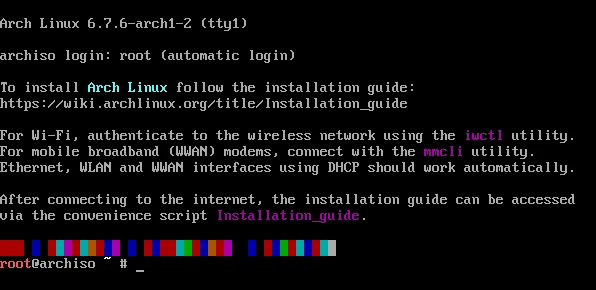 Arch Linux 6.7.6-arch1-2 (tty1)
archiso login: root (automatic login)
To install Arch Linux follow the installation guide:
https://wiki.archlinux.org/title/Installation_guide
For Wi-Fi, authenticate to the wireless network using the iwctl utility.
For mobile broadband (WWAN) modems, connect with the mmcli utility.
Ethernet, WLAN and WWAN interfaces using DHCP should work automatically.
After connecting to the internet, the installation guide can be accessed
via the convenience script Installation_guide.
root@archiso ~ # _